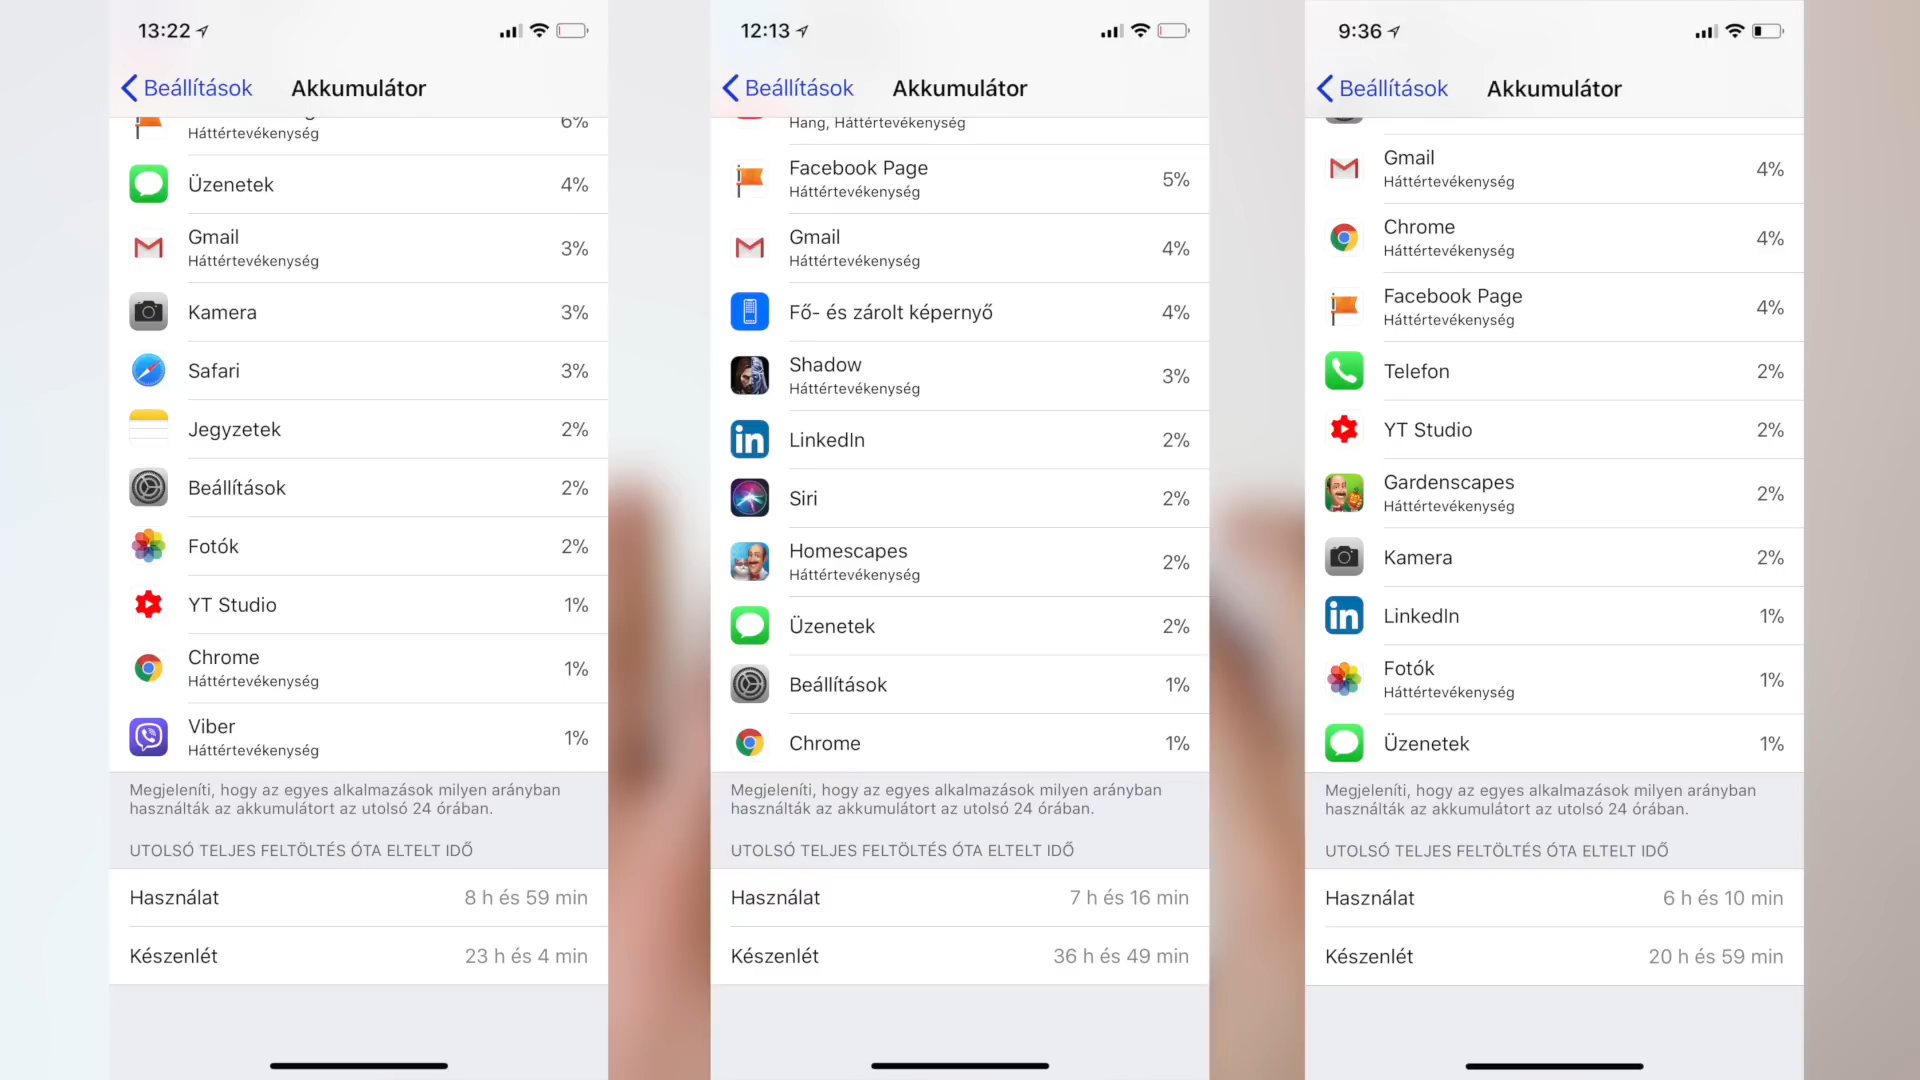 13:22
Beállítások Akkumulátor
6%
Háttértevékenység
Üzenetek 4%
Gmail 3%
Háttértevékenység
Kamera 3%
Safari 3%
Jegyzetek 2%
Beállítások 2%
Fotók 2%
YT Studio 1%
Chrome 1%
Háttértevékenység
Viber 1%
Háttértevékenység
Megjeleníti, hogy az egyes alkalmazások milyen arányban
használták az akkumulátort az utolsó 24 órában.
UTOLSÓ TELJES FELTÖLTÉS ÓTA ELTELT IDŐ
Használat 8 h és 59 min
Készenlét 23 h és 4 min
12:13
Beállítások Akkumulátor
Hang, Háttértevékenység
Facebook Page 5%
Háttértevékenység
Gmail 4%
Háttértevékenység
Fő- és zárolt képernyő 4%
Shadow 3%
Háttértevékenység
LinkedIn 2%
Siri 2%
Homescapes 2%
Háttértevékenység
Üzenetek 2%
Beállítások 1%
Chrome 1%
Megjeleníti, hogy az egyes alkalmazások milyen arányban
használták az akkumulátort az utolsó 24 órában.
UTOLSÓ TELJES FELTÖLTÉS ÓTA ELTELT IDŐ
Használat 7 h és 16 min
Készenlét 36 h és 49 min
9:36
Beállítások Akkumulátor
Gmail 4%
Háttértevékenység
Chrome 4%
Háttértevékenység
Facebook Page 4%
Háttértevékenység
Telefon 2%
YT Studio 2%
Gardenscapes 2%
Háttértevékenység
Kamera 2%
LinkedIn 1%
Fotók 1%
Háttértevékenység
Üzenetek 1%
Megjeleníti, hogy az egyes alkalmazások milyen arányban
használták az akkumulátort az utolsó 24 órában.
UTOLSÓ TELJES FELTÖLTÉS ÓTA ELTELT IDŐ
Használat 6 h és 10 min
Készenlét 20 h és 59 min